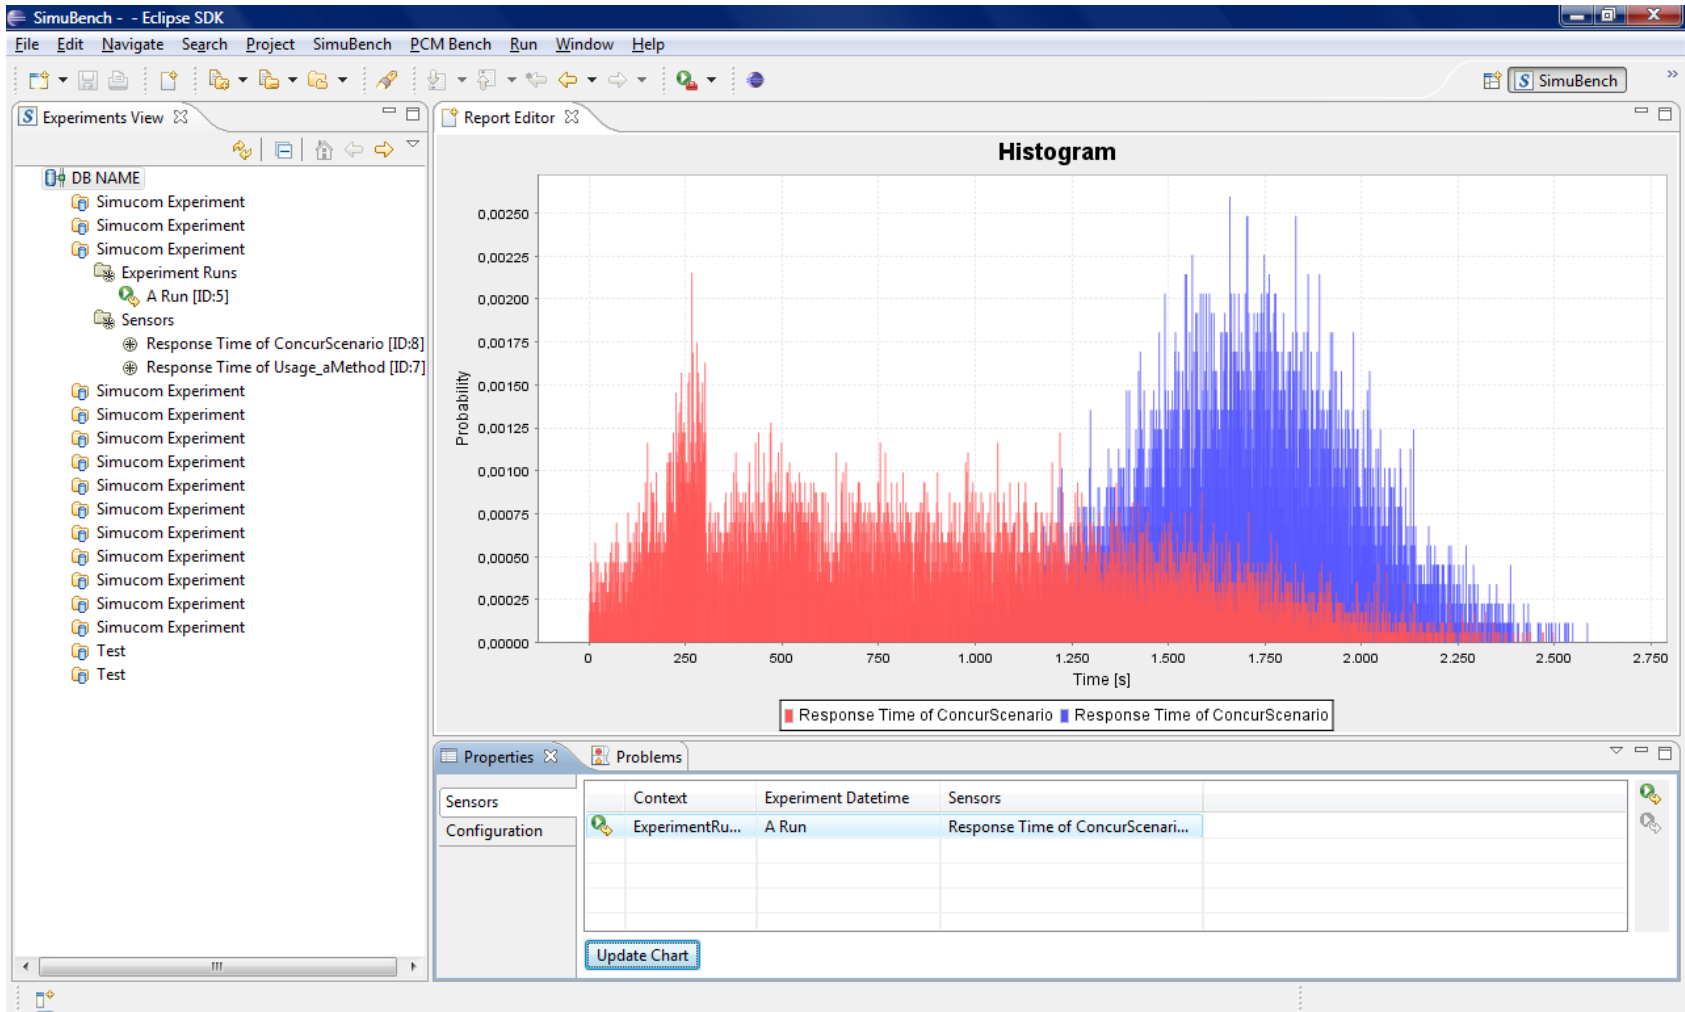 SimuBench - - Eclipse SDK
File Edit Navigate Search Project SimuBench PCM Bench Run Window Help
SimuBench
Experiments View
DB NAME
Simucom Experiment
Simucom Experiment
Simucom Experiment
Experiment Runs
A Run [ID:5]
Sensors
Response Time of ConcurScenario [ID:8]
Response Time of Usage_aMethod [ID:7]
Simucom Experiment
Simucom Experiment
Simucom Experiment
Simucom Experiment
Simucom Experiment
Simucom Experiment
Simucom Experiment
Simucom Experiment
Simucom Experiment
Simucom Experiment
Simucom Experiment
Test
Test
Report Editor
Histogram
Probability
0,00250
0,00225
0,00200
0,00175
0,00150
0,00125
0,00100
0,00075
0,00050
0,00025
0,00000
0 250 500 750 1.000 1.250 1.500 1.750 2.000 2.250 2.500 2.750
Time [s]
Response Time of ConcurScenario Response Time of ConcurScenario
Properties Problems
Sensors
Configuration
Context Experiment Datetime Sensors
ExperimentRu... A Run Response Time of ConcurScenari...
Update Chart